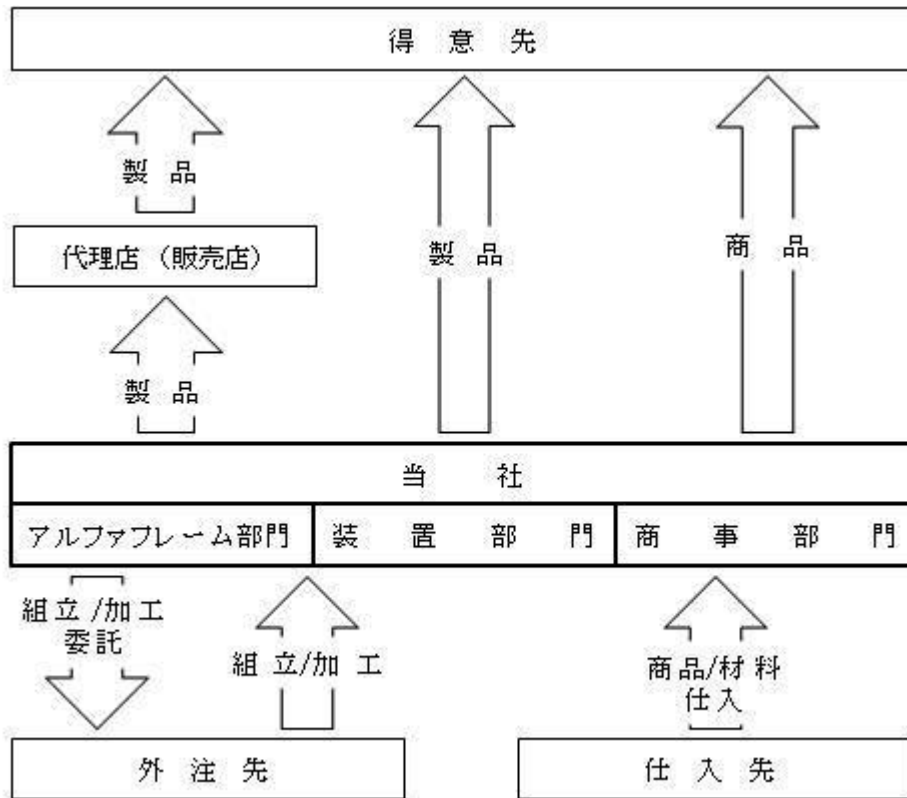 得意先
製品
代理店（販売店）
製品
商品
製品
当社
アルファフレーム部門
装置部門
商事部門
組立/加工
委託
組立/加工
商品/材料
仕入
外注先
仕入先